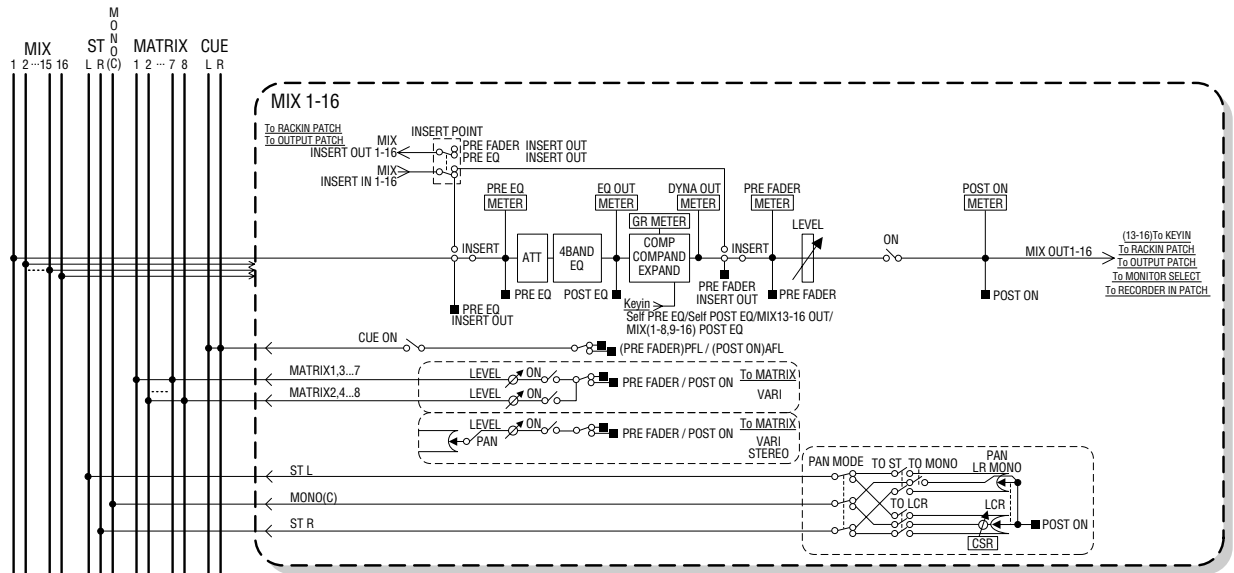 MIX
1 2 ··· 15 16
ST
L R
MONO
(C)
MATRIX
1 2 ··· 7 8
CUE
L R
MIX 1-16
To RACKIN PATCH
To OUTPUT PATCH
MIX
INSERT OUT 1-16
MIX
INSERT IN 1-16
INSERT POINT
PRE FADER INSERT OUT
PRE EQ INSERT OUT
PRE EQ
METER
EQ OUT
METER
DYNA OUT
METER
PRE FADER
METER
POST ON
METER
GR METER
LEVEL
INSERT
ATT
4BAND
EQ
COMP
COMPAND
EXPAND
INSERT
ON
MIX OUT1-16
(13-16)To KEYIN
To RACKIN PATCH
To OUTPUT PATCH
To MONITOR SELECT
To RECORDER IN PATCH
PRE EQ
INSERT OUT
PRE EQ
POST EQ
PRE FADER
INSERT OUT
PRE FADER
POST ON
Keyin
Self PRE EQ/Self POST EQ/MIX13-16 OUT/
MIX(1-8,9-16) POST EQ
CUE ON
(PRE FADER)PFL / (POST ON)AFL
MATRIX1,3...7
LEVEL
ON
PRE FADER / POST ON
To MATRIX
VARI
MATRIX2,4...8
LEVEL
ON
LEVEL
PAN
ON
PRE FADER / POST ON
To MATRIX
VARI
STEREO
ST L
MONO(C)
ST R
PAN MODE
TO ST
TO MONO
PAN
LR MONO
TO LCR
LCR
CSR
POST ON